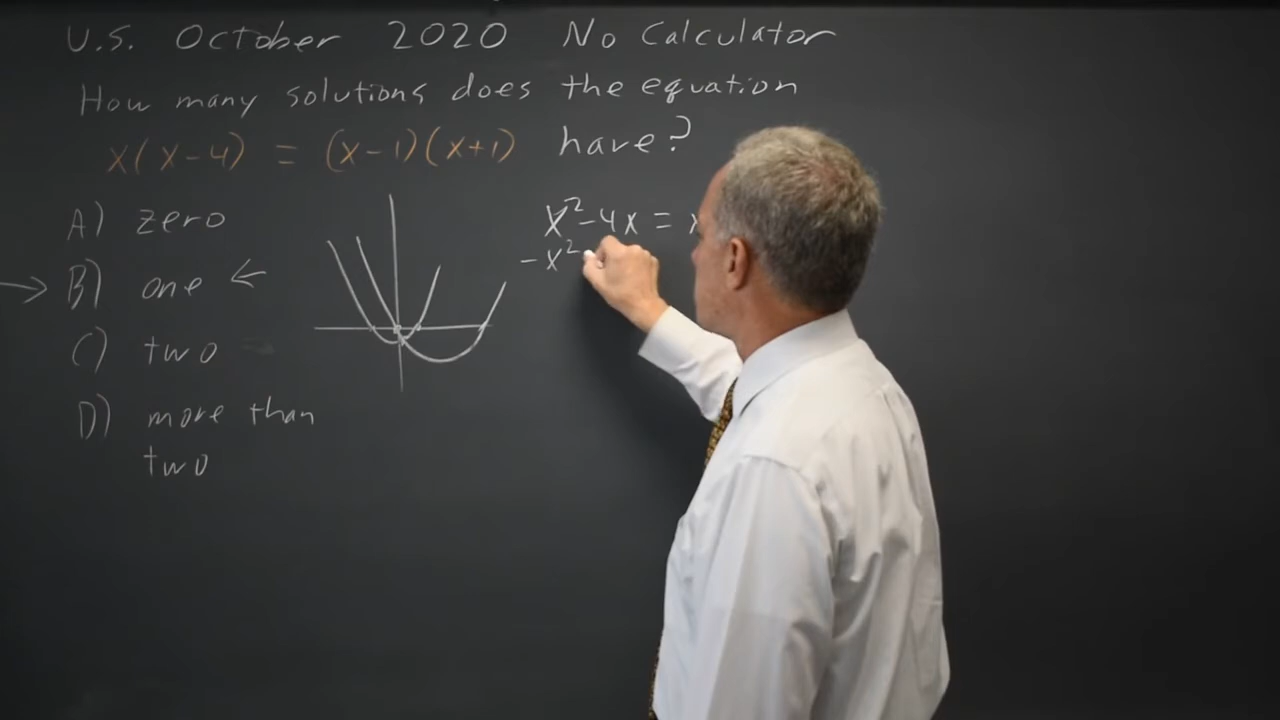 U.S. October 2020 No Calculator
How many solutions does the equation
x(x-4) = (x-1)(x+1) have?
A) zero
→ B) one ←
C) two
D) more than
two
x²-4x = x
-x²